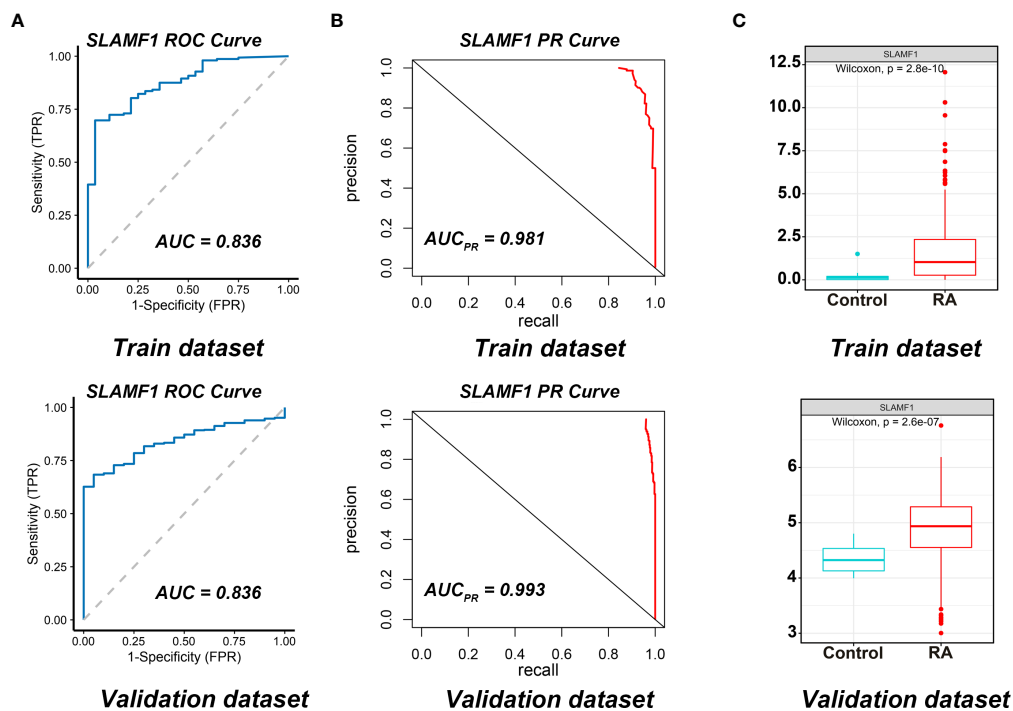 A
SLAMF1 ROC Curve
1.00
0.75
0.50
0.25
0.00
Sensitivity (TPR)
AUC = 0.836
0.00 0.25 0.50 0.75 1.00
1-Specificity (FPR)
Train dataset
B
SLAMF1 PR Curve
1.0
0.8
0.6
0.4
0.2
0.0
precision
AUCPR = 0.981
0.0 0.2 0.4 0.6 0.8 1.0
recall
Train dataset
C
SLAMF1
Wilcoxon, p = 2.8e-10
12.5
10.0
7.5
5.0
2.5
0.0
Control RA
Train dataset
SLAMF1 ROC Curve
1.00
0.75
0.50
0.25
0.00
Sensitivity (TPR)
AUC = 0.836
0.00 0.25 0.50 0.75 1.00
1-Specificity (FPR)
Validation dataset
SLAMF1 PR Curve
1.0
0.8
0.6
0.4
0.2
0.0
precision
AUCPR = 0.993
0.0 0.2 0.4 0.6 0.8 1.0
recall
Validation dataset
SLAMF1
Wilcoxon, p = 2.6e-07
6
5
4
3
Control RA
Validation dataset